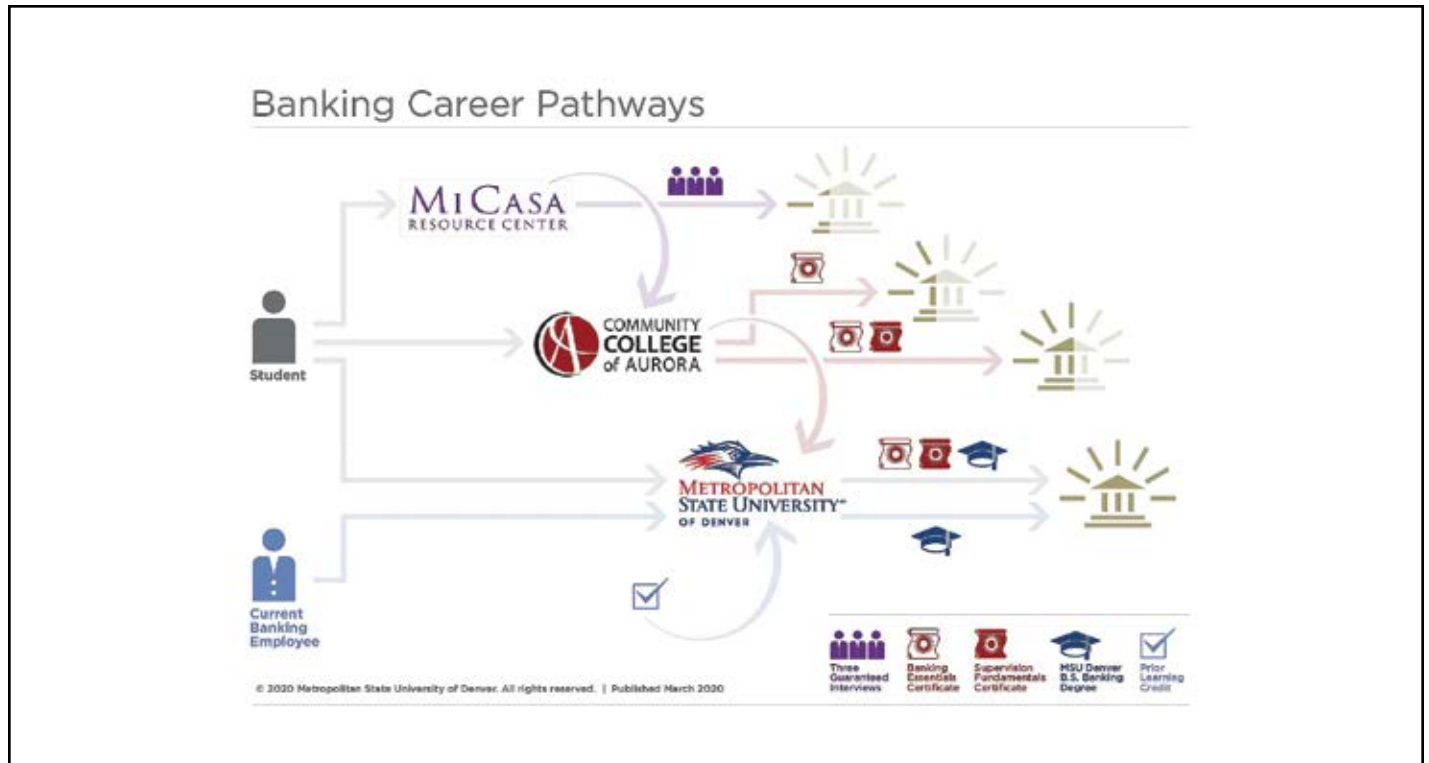 Banking Career Pathways
MI CASA
RESOURCE CENTER
COMMUNITY
COLLEGE
of AURORA
Student
METROPOLITAN
STATE UNIVERSITY
OF DENVER
Current
Banking
Employee
Three
Guaranteed
Interviews
Banking
Essentials
Certificate
Supervision
Fundamentals
Certificate
MSU Denver
B.S. Banking
Degree
Prior
Learning
Credit
© 2020 Metropolitan State University of Denver. All rights reserved. | Published March 2020